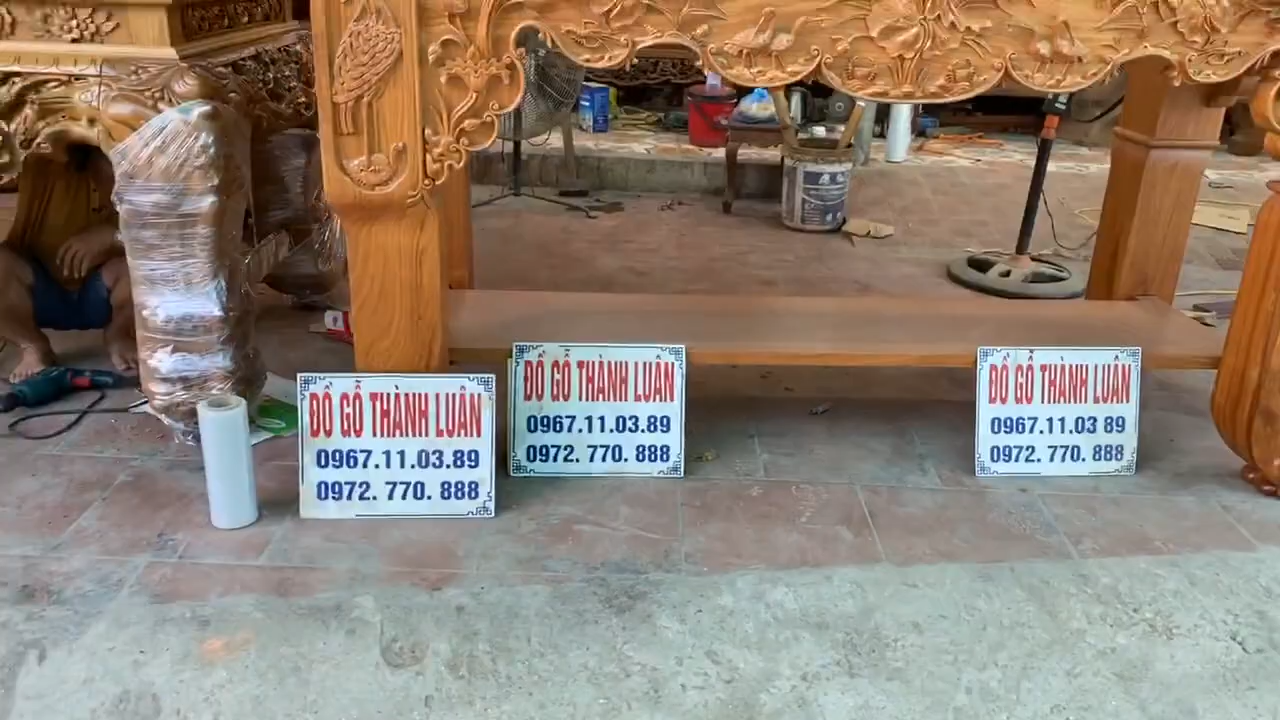 ĐỒ GỖ THÀNH LUÂN
0967.11.03.89
0972. 770. 888
ĐỒ GỖ THÀNH LUÂN
0967.11.03.89
0972. 770. 888
ĐỒ GỖ THÀNH LUÂN
0967.11.03 89
0972. 770. 888